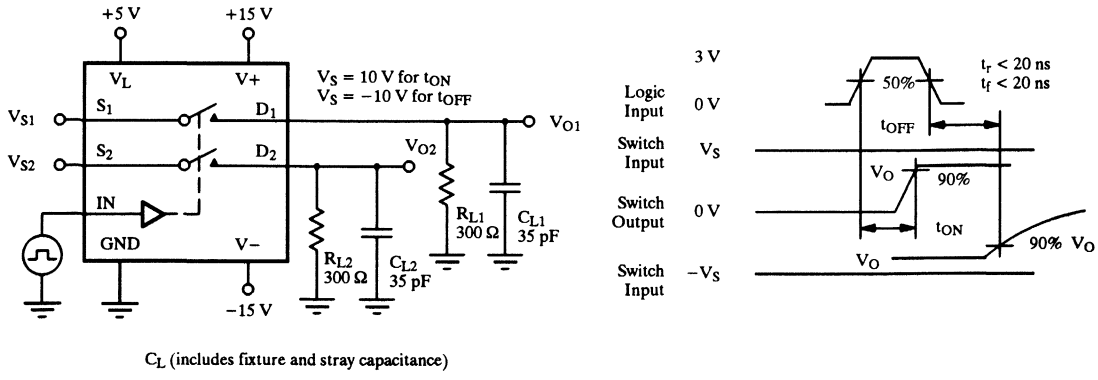 +5 V
+15 V
V_L
V+
V_S = 10 V for t_ON
V_S = −10 V for t_OFF
V_S1
S_1
D_1
V_O1
V_S2
S_2
D_2
V_O2
IN
GND
V−
R_L1
300 Ω
C_L1
35 pF
R_L2
300 Ω
C_L2
35 pF
−15 V
C_L (includes fixture and stray capacitance)
3 V
Logic
Input
0 V
50%
t_r < 20 ns
t_f < 20 ns
t_OFF
Switch
Input
V_S
V_O
90%
Switch
Output
0 V
t_ON
90% V_O
V_O
Switch
Input
−V_S